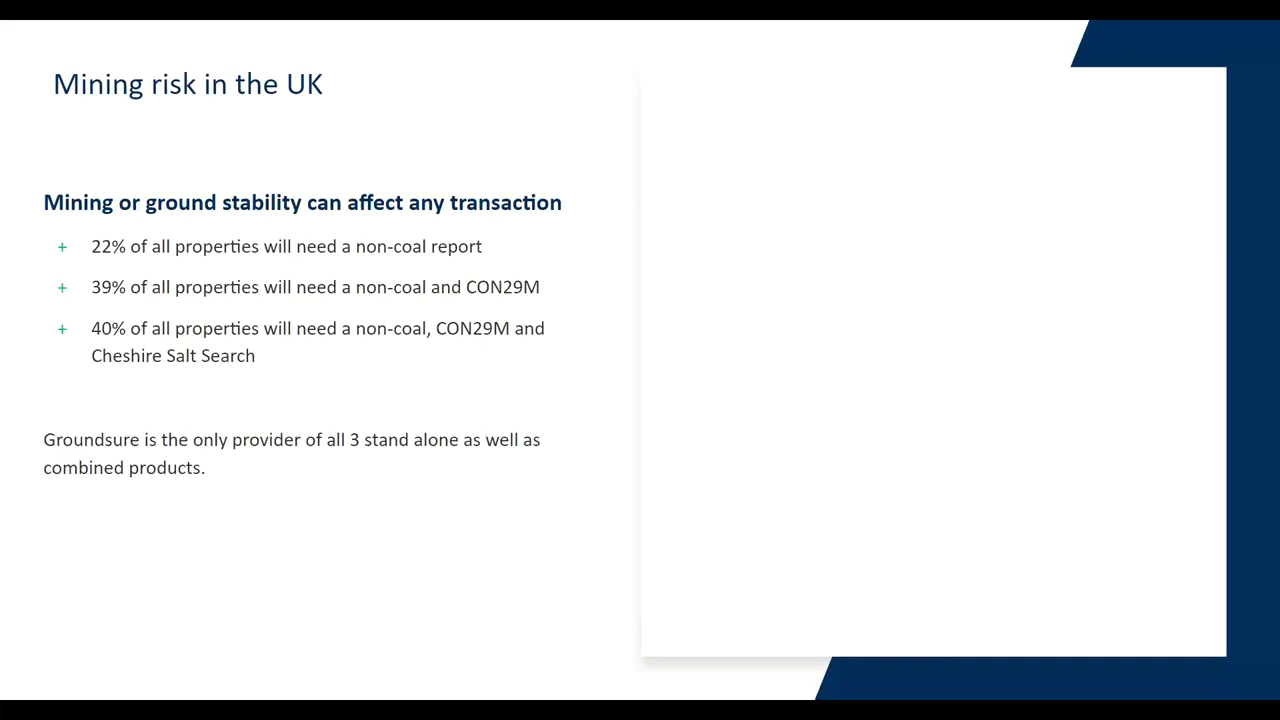 Mining risk in the UK
Mining or ground stability can affect any transaction
+ 22% of all properties will need a non-coal report
+ 39% of all properties will need a non-coal and CON29M
+ 40% of all properties will need a non-coal, CON29M and
Cheshire Salt Search
Groundsure is the only provider of all 3 stand alone as well as
combined products.